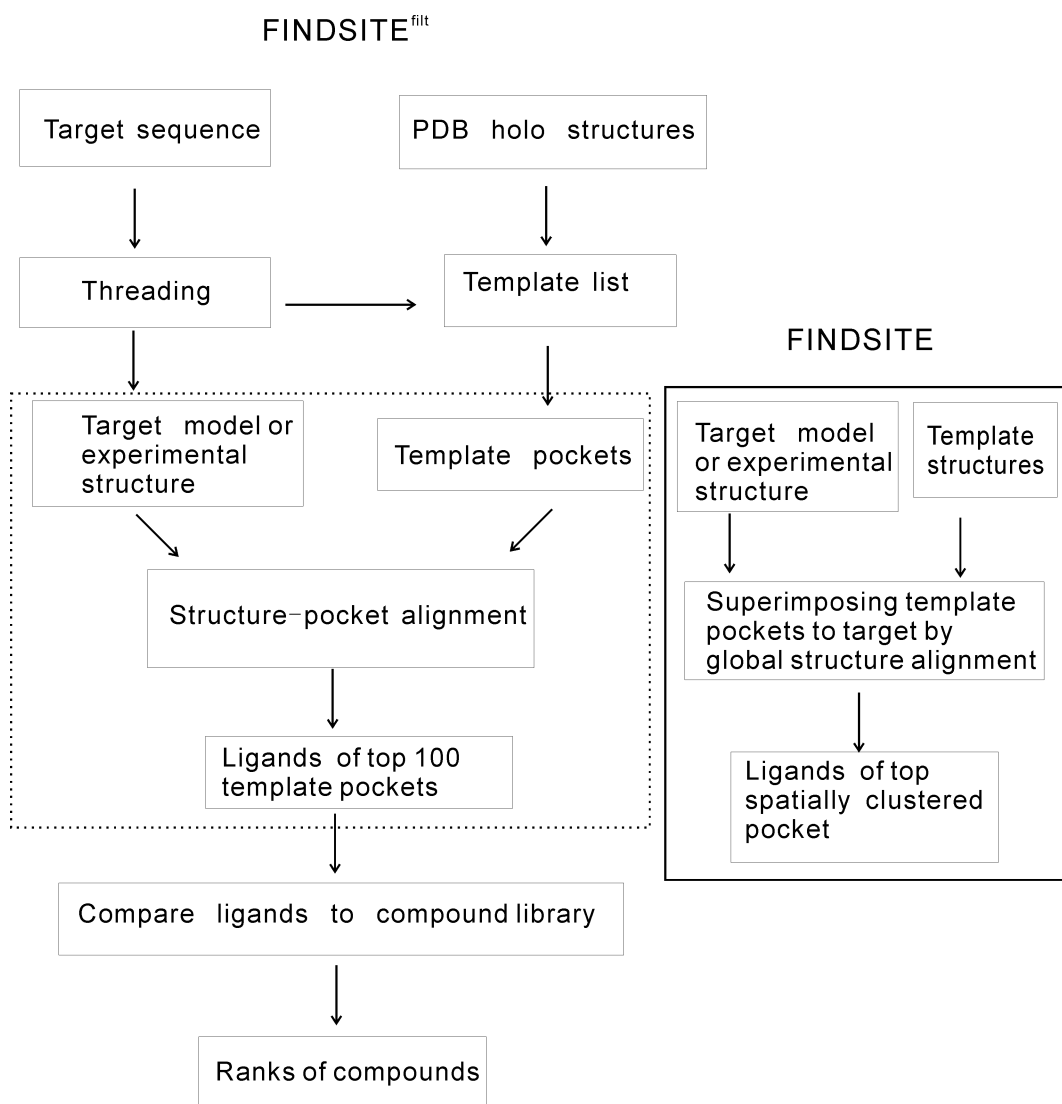 FINDSITE^filt
Target sequence
PDB holo structures
Threading
Template list
FINDSITE
Target model or
experimental
structure
Template pockets
Target model
or experimental
structure
Template
structures
Structure-pocket alignment
Superimposing template
pockets to target by
global structure alignment
Ligands of top 100
template pockets
Ligands of top
spatially clustered
pocket
Compare ligands to compound library
Ranks of compounds